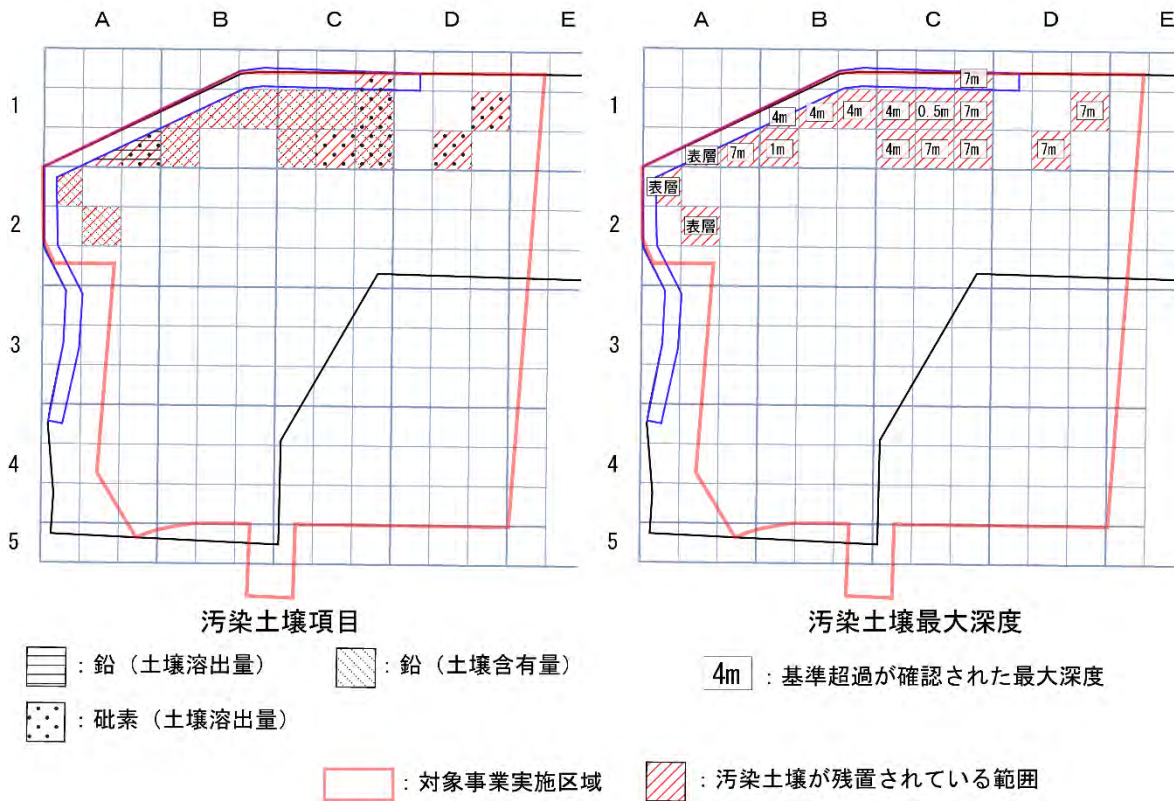 A B C D E
1
2
3
4
5
汚染土壌項目
: 鉛（土壌溶出量）
: 鉛（土壌含有量）
: 砒素（土壌溶出量）
A B C D E
7m
1 4m 4m 4m 4m 0.5m 7m 7m
表層 7m 1m 4m 7m 7m 7m
表層
2 表層
3
4
5
汚染土壌最大深度
4m : 基準超過が確認された最大深度
: 対象事業実施区域
: 汚染土壌が残置されている範囲